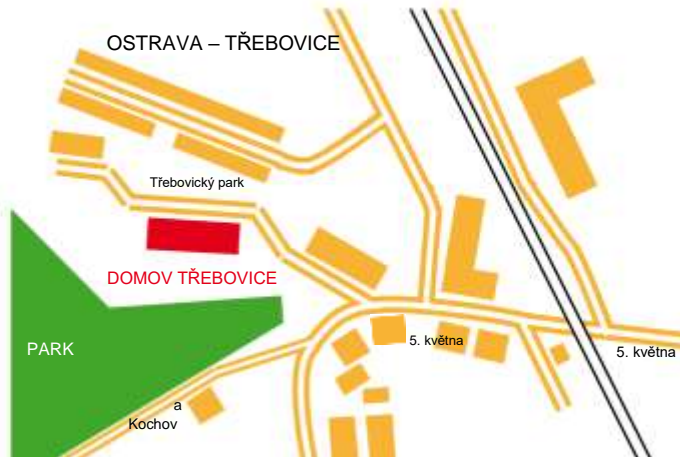 OSTRAVA – TŘEBOVICE
Třebovický park
DOMOV TŘEBOVICE
PARK
5. května
5. května
a
Kochov